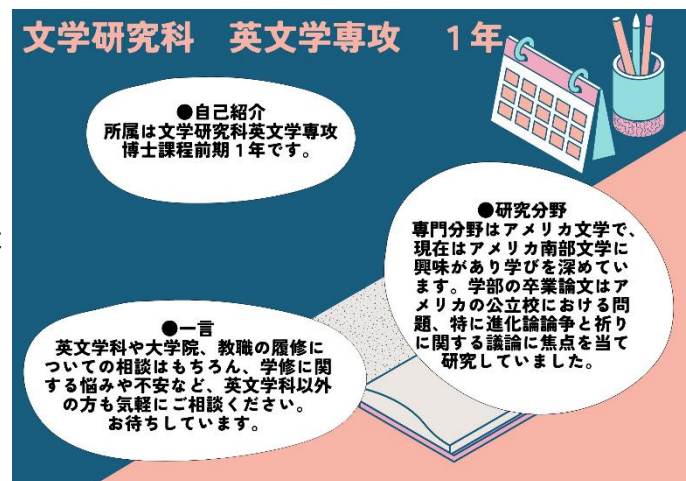 文学研究科　英文学専攻　１年
●自己紹介
所属は文学研究科英文学専攻
博士課程前期１年です。
●研究分野
専門分野はアメリカ文学で、
現在はアメリカ南部文学に
興味があり学びを深めてい
ます。学部の卒業論文はア
メリカの公立校における問
題、特に進化論論争と祈り
に関する議論に焦点を当て
研究していました。
●一言
英文学科や大学院、教職の履修に
ついての相談はもちろん、学修に関
する悩みや不安など、英文学科以外
の方も気軽にご相談ください。
お待ちしています。